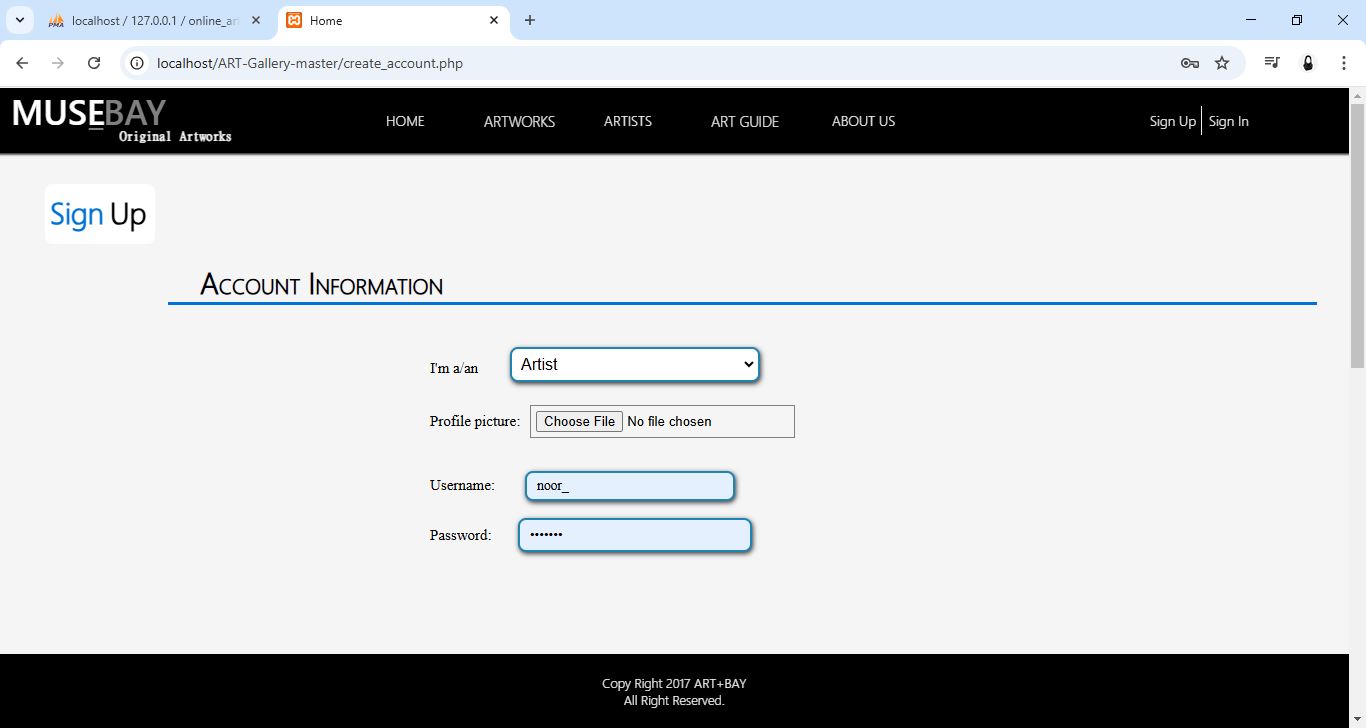 localhost / 127.0.0.1 / online_ar
Home
localhost/ART-Gallery-master/create_account.php
MUSEBAY
Original Artworks
HOME ARTWORKS ARTISTS ART GUIDE ABOUT US Sign Up Sign In
Sign Up
Account Information
I'm a/an Artist
Profile picture: Choose File No file chosen
Username: noor_
Password: •••••••
Copy Right 2017 ART+BAY
All Right Reserved.